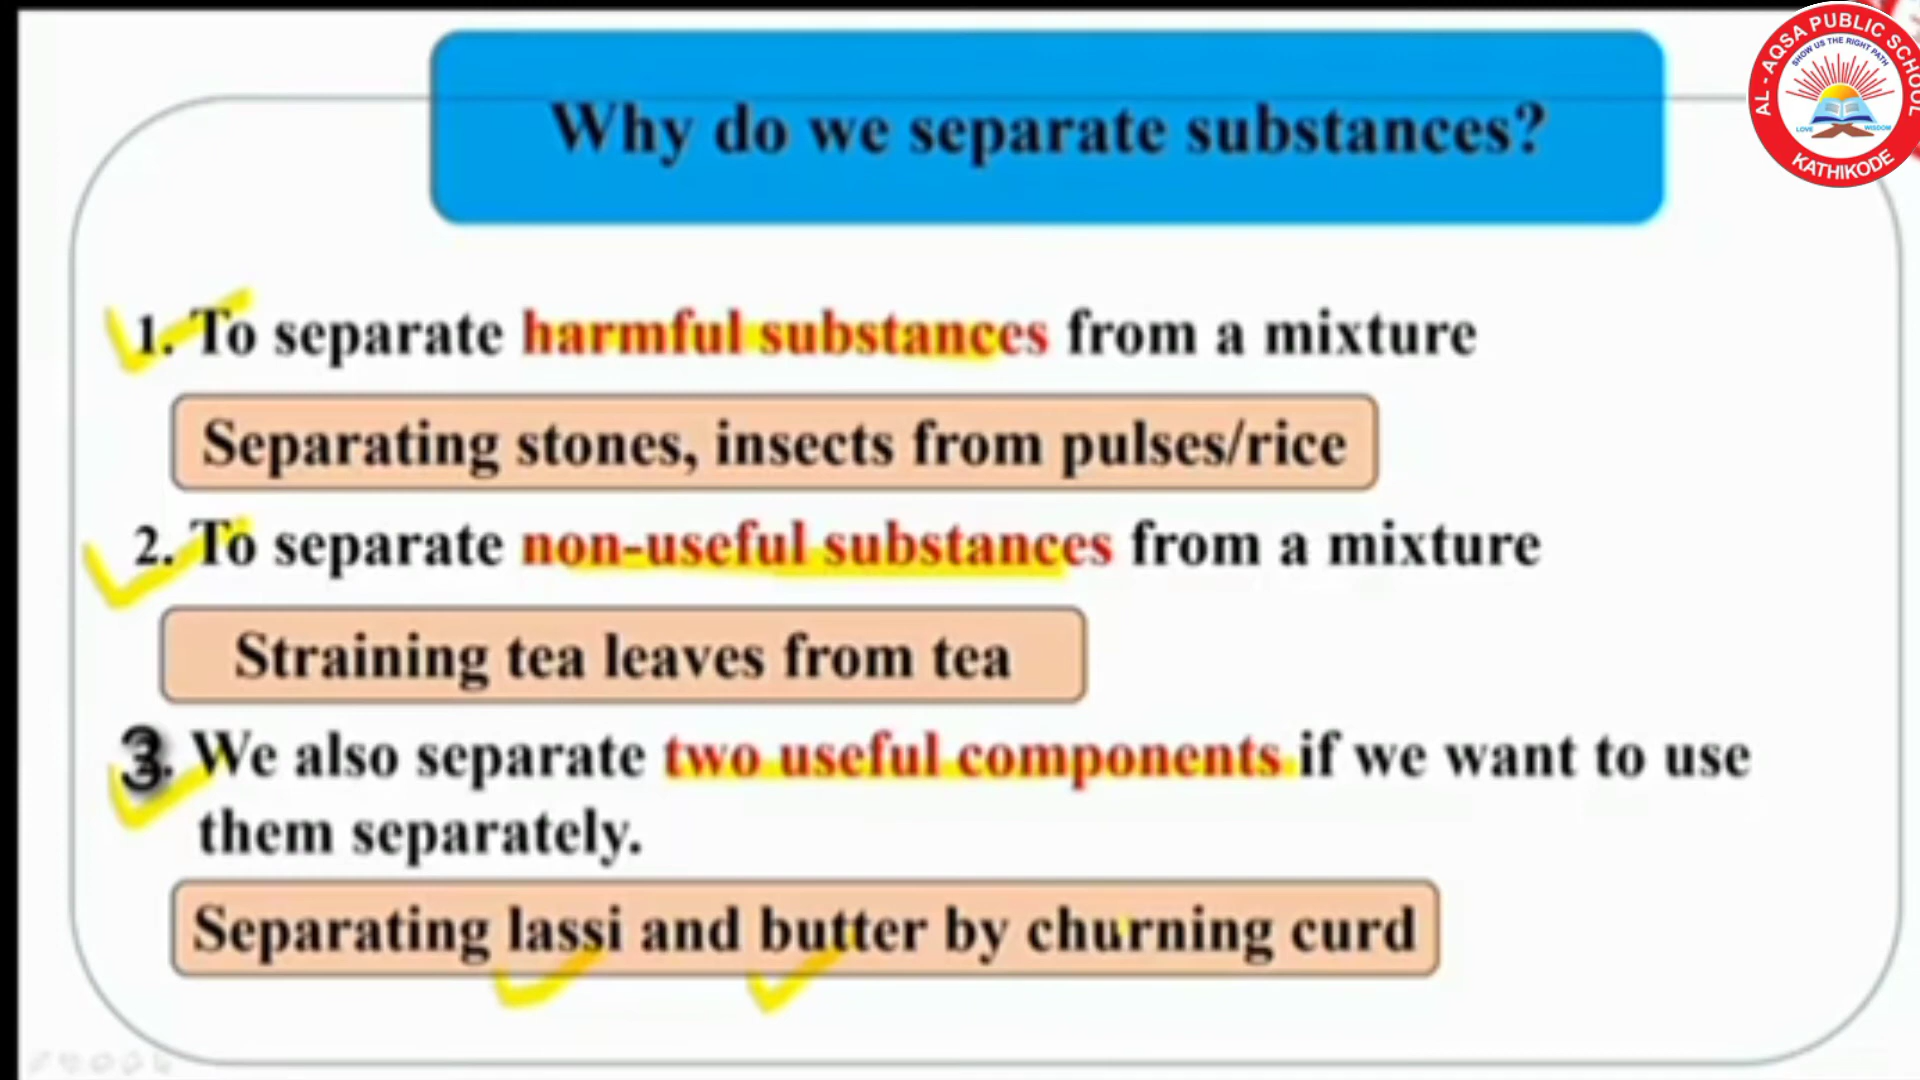 Why do we separate substances?
AL - AQSA PUBLIC SCHOOL
SHOW US THE RIGHT PATH
LOVE
WISDOM
KATHIKODE
1. To separate harmful substances from a mixture
Separating stones, insects from pulses/rice
2. To separate non-useful substances from a mixture
Straining tea leaves from tea
3. We also separate two useful components if we want to use
them separately.
Separating lassi and butter by churning curd